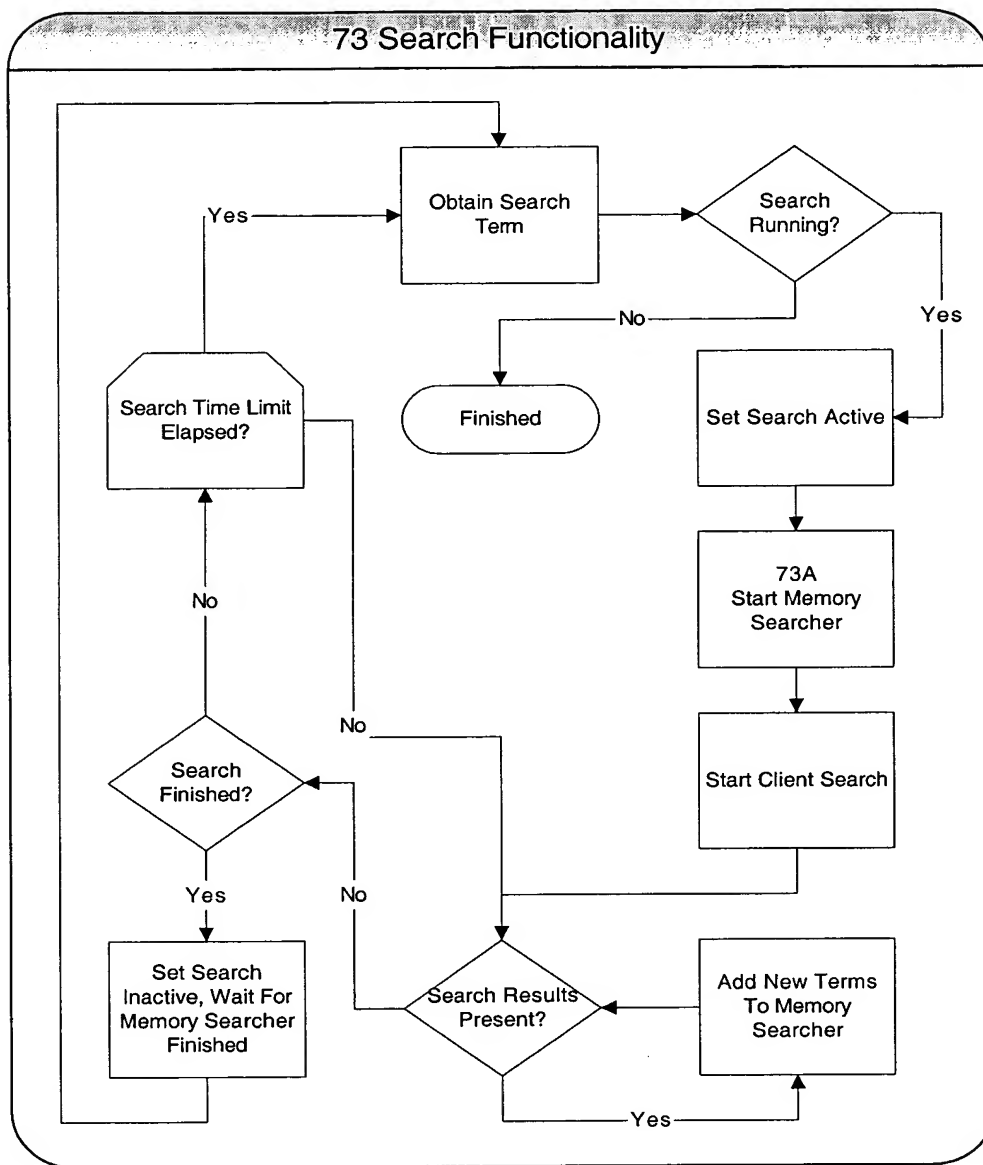 73 Search Functionality
Obtain Search
Term
Search
Running?
Yes
No
Yes
Search Time Limit
Elapsed?
Finished
Set Search Active
73A
Start Memory
Searcher
No
No
Search
Finished?
Start Client Search
Yes
No
Set Search
Inactive, Wait For
Memory Searcher
Finished
Search Results
Present?
Add New Terms
To Memory
Searcher
Yes